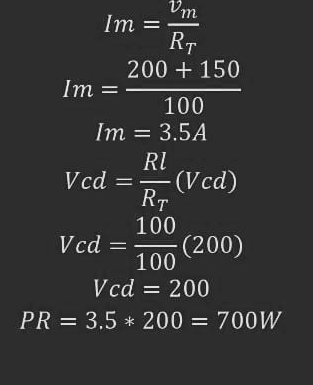 Im = v_m / R_T
Im = (200 + 150) / 100
Im = 3.5A
Vcd = Rl / R_T (Vcd)
Vcd = 100 / 100 (200)
Vcd = 200
PR = 3.5 * 200 = 700W